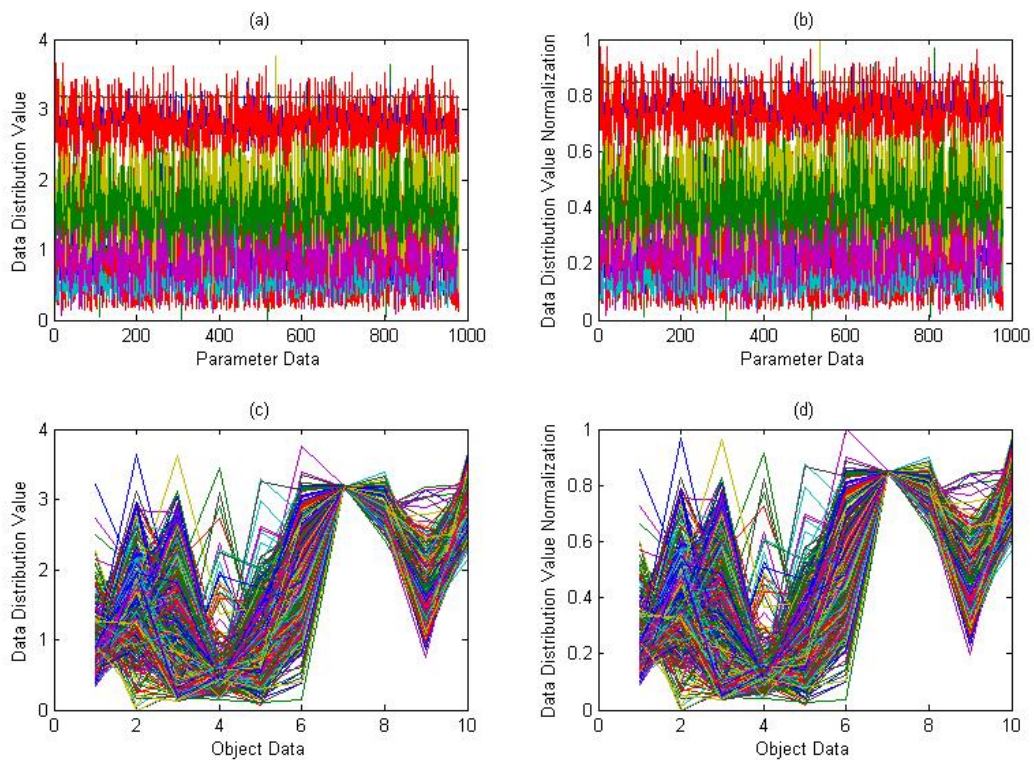 (a)
4
3
2
1
0
Data Distribution Value
0 200 400 600 800 1000
Parameter Data
(b)
1
0.8
0.6
0.4
0.2
0
Data Distribution Value Normalization
0 200 400 600 800 1000
Parameter Data
(c)
4
3
2
1
0
Data Distribution Value
0 2 4 6 8 10
Object Data
(d)
1
0.8
0.6
0.4
0.2
0
Data Distribution Value Normalization
0 2 4 6 8 10
Object Data